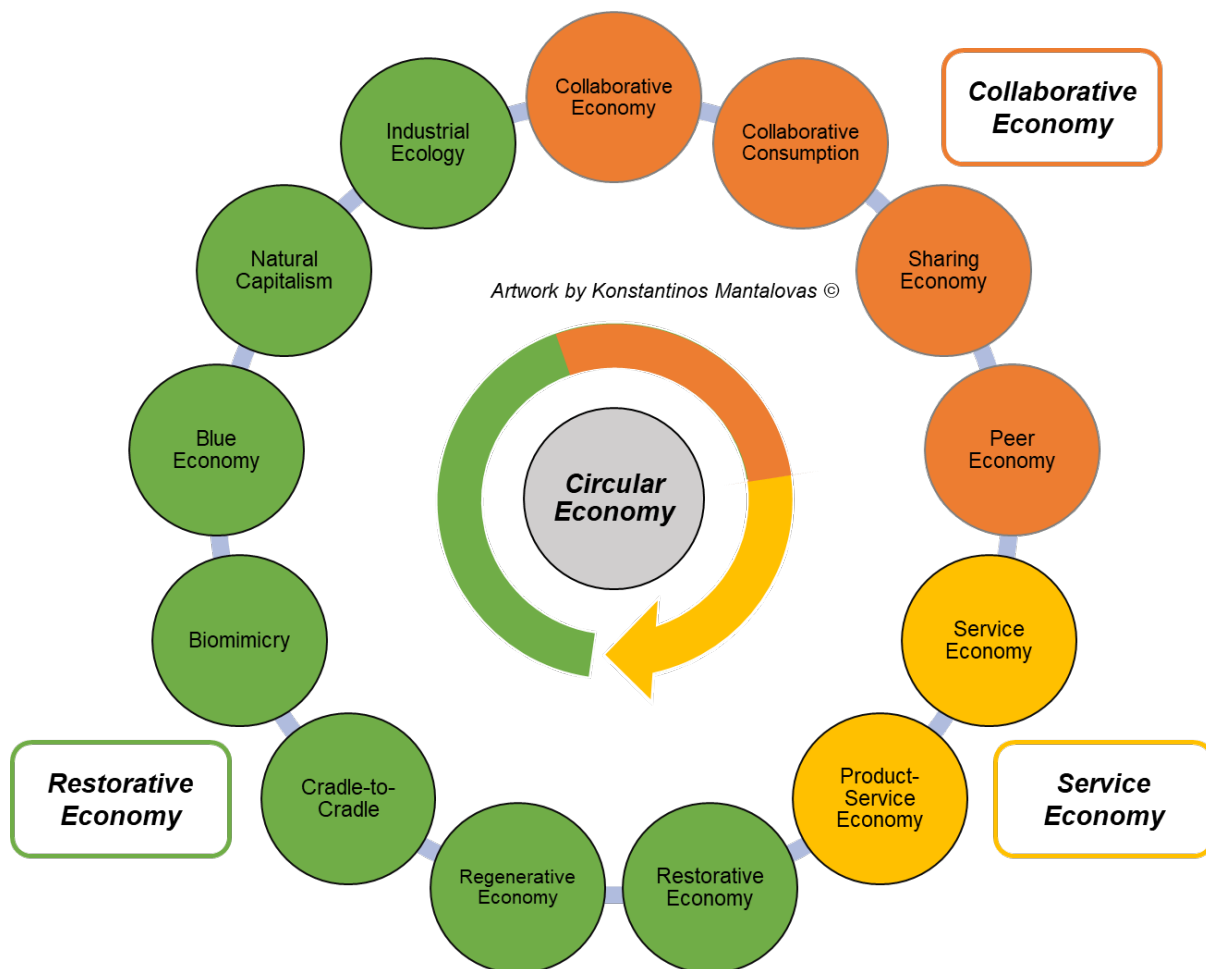 Collaborative
Economy
Collaborative
Economy
Collaborative
Consumption
Industrial
Ecology
Sharing
Economy
Natural
Capitalism
Artwork by Konstantinos Mantalovas ©
Peer
Economy
Blue
Economy
Circular
Economy
Service
Economy
Biomimicry
Restorative
Economy
Cradle-to-
Cradle
Product-
Service
Economy
Service
Economy
Regenerative
Economy
Restorative
Economy